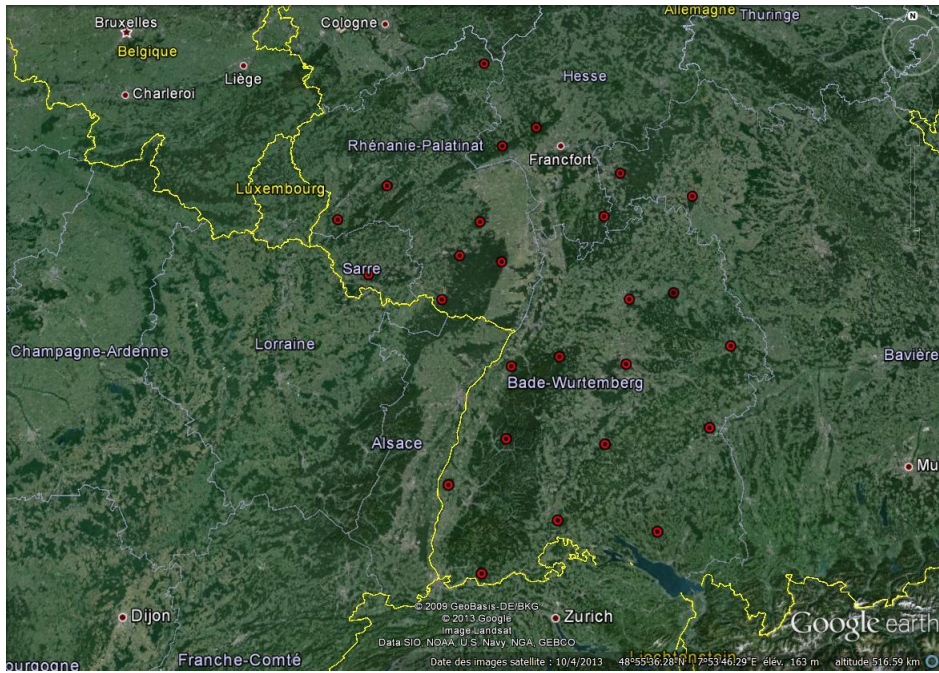 Allemagne
Thuringe
N
Bruxelles
Cologne
Belgique
Hesse
Liège
Charleroi
Rhénanie-Palatinat
Francfort
Luxembourg
Sarre
Lorraine
Champagne-Ardenne
Bavière
Bade-Wurtemberg
Alsace
Mu
© 2009 GeoBasis-DE/BKG
Dijon
© 2013 Google
Zurich
Google earth
Image Landsat
Data SIO, NOAA, U.S. Navy, NGA, GEBCO
ourgogne
Franche-Comté
Liechtenstein
Date des images satellite : 10/4/2013 48°55'36.28" N 7°53'46.29" E élév. 163 m altitude 516.59 km